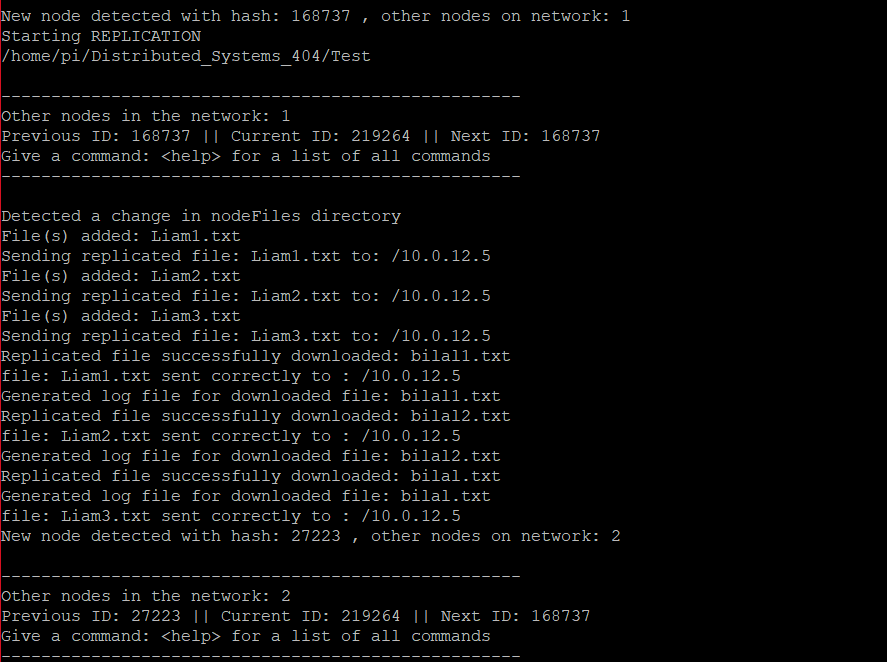 New node detected with hash: 168737 , other nodes on network: 1
Starting REPLICATION
/home/pi/Distributed_Systems_404/Test
----------------------------------------------------
Other nodes in the network: 1
Previous ID: 168737 || Current ID: 219264 || Next ID: 168737
Give a command: <help> for a list of all commands
----------------------------------------------------
Detected a change in nodeFiles directory
File(s) added: Liam1.txt
Sending replicated file: Liam1.txt to: /10.0.12.5
File(s) added: Liam2.txt
Sending replicated file: Liam2.txt to: /10.0.12.5
File(s) added: Liam3.txt
Sending replicated file: Liam3.txt to: /10.0.12.5
Replicated file successfully downloaded: bilal1.txt
file: Liam1.txt sent correctly to : /10.0.12.5
Generated log file for downloaded file: bilal1.txt
Replicated file successfully downloaded: bilal2.txt
file: Liam2.txt sent correctly to : /10.0.12.5
Generated log file for downloaded file: bilal2.txt
Replicated file successfully downloaded: bilal.txt
Generated log file for downloaded file: bilal.txt
file: Liam3.txt sent correctly to : /10.0.12.5
New node detected with hash: 27223 , other nodes on network: 2
----------------------------------------------------
Other nodes in the network: 2
Previous ID: 27223 || Current ID: 219264 || Next ID: 168737
Give a command: <help> for a list of all commands
----------------------------------------------------